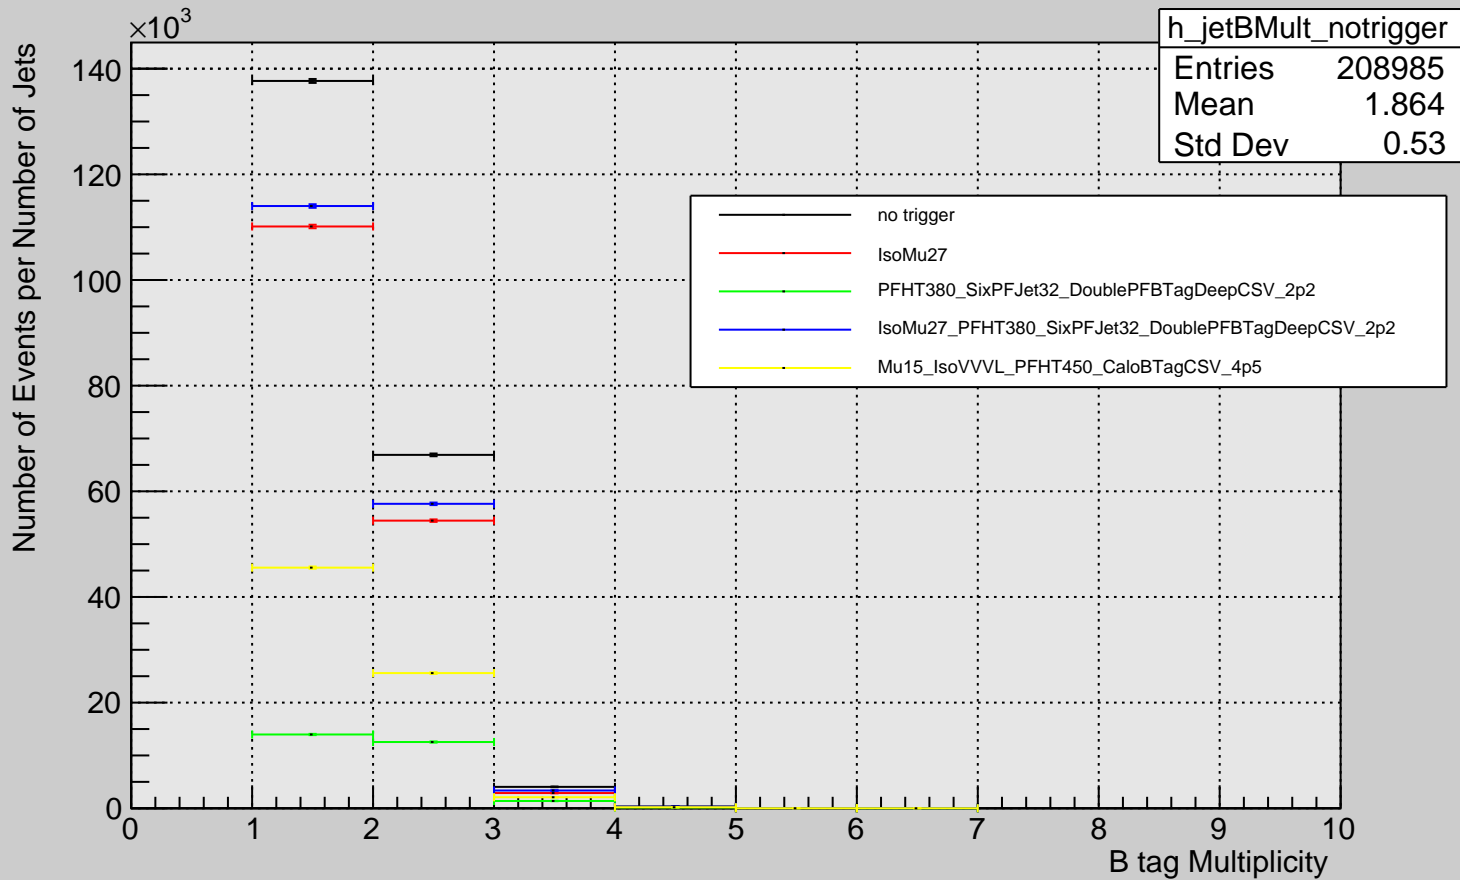 ×10³
h_jetBMult_notrigger
Entries 208985
Mean 1.864
Std Dev 0.53
Number of Events per Number of Jets
140
120
100
80
60
40
20
0
no trigger
IsoMu27
PFHT380_SixPFJet32_DoublePFBTagDeepCSV_2p2
IsoMu27_PFHT380_SixPFJet32_DoublePFBTagDeepCSV_2p2
Mu15_IsoVVVL_PFHT450_CaloBTagCSV_4p5
0 1 2 3 4 5 6 7 8 9 10
B tag Multiplicity